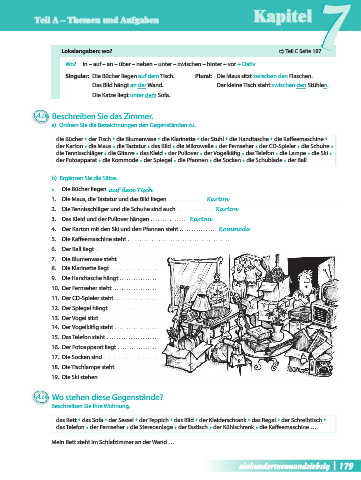 Teil A – Themen und Aufgaben
Kapitel 7
Lokalangaben: wo?
c) Teil C Seite 187
Wo? in – auf – an – über – neben – unter – zwischen – hinter – vor + Dativ
Singular: Die Bücher liegen auf dem Tisch. Plural: Die Maus sitzt zwischen den Flaschen.
Das Bild hängt an der Wand. Der kleine Tisch steht zwischen den Stühlen.
Die Katze liegt unter dem Sofa.
Beschreiben Sie das Zimmer.
a) Ordnen Sie die Bezeichnungen den Gegenständen zu.
die Bücher • der Tisch • die Blumenvase • die Klarinette • der Stuhl • die Handtasche • die Kaffeemaschine •
der Karton • die Maus • die Tastatur • das Bild • die Mikrowelle • der Fernseher • der CD-Spieler • die Schuhe •
die Tennisschläger • die Gitarre • das Kleid • der Pullover • der Vogelkäfig • das Telefon • die Lampe • die Ski •
der Fotoapparat • die Kommode • der Spiegel • die Pfannen • die Socken • die Schublade • der Ball
b) Ergänzen Sie die Sätze.
• Die Bücher liegen auf dem Tisch.
1. Die Maus, die Tastatur und das Bild liegen Karton.
2. Die Tennisschläger und die Schuhe sind auch Karton.
3. Das Kleid und der Pullover hängen Karton.
4. Der Karton mit den Ski und den Pfannen steht Kommode.
5. Die Kaffeemaschine steht
6. Der Ball liegt
7. Die Blumenvase steht
8. Die Klarinette liegt
9. Die Handtasche hängt
10. Der Fernseher steht
11. Der CD-Spieler steht
12. Der Spiegel hängt
13. Der Vogel sitzt
14. Der Vogelkäfig steht
15. Das Telefon steht
16. Der Fotoapparat liegt
17. Die Socken sind
18. Die Tischlampe steht
19. Die Ski stehen
Wo stehen diese Gegenstände?
Beschreiben Sie Ihre Wohnung.
das Bett • das Sofa • der Sessel • der Teppich • das Bild • der Kleiderschrank • das Regal • der Schreibtisch •
das Telefon • der Fernseher • die Stereoanlage • der Esstisch • der Kühlschrank • die Kaffeemaschine …
Mein Bett steht im Schlafzimmer an der Wand …
einhundertneunundsiebzig | 179